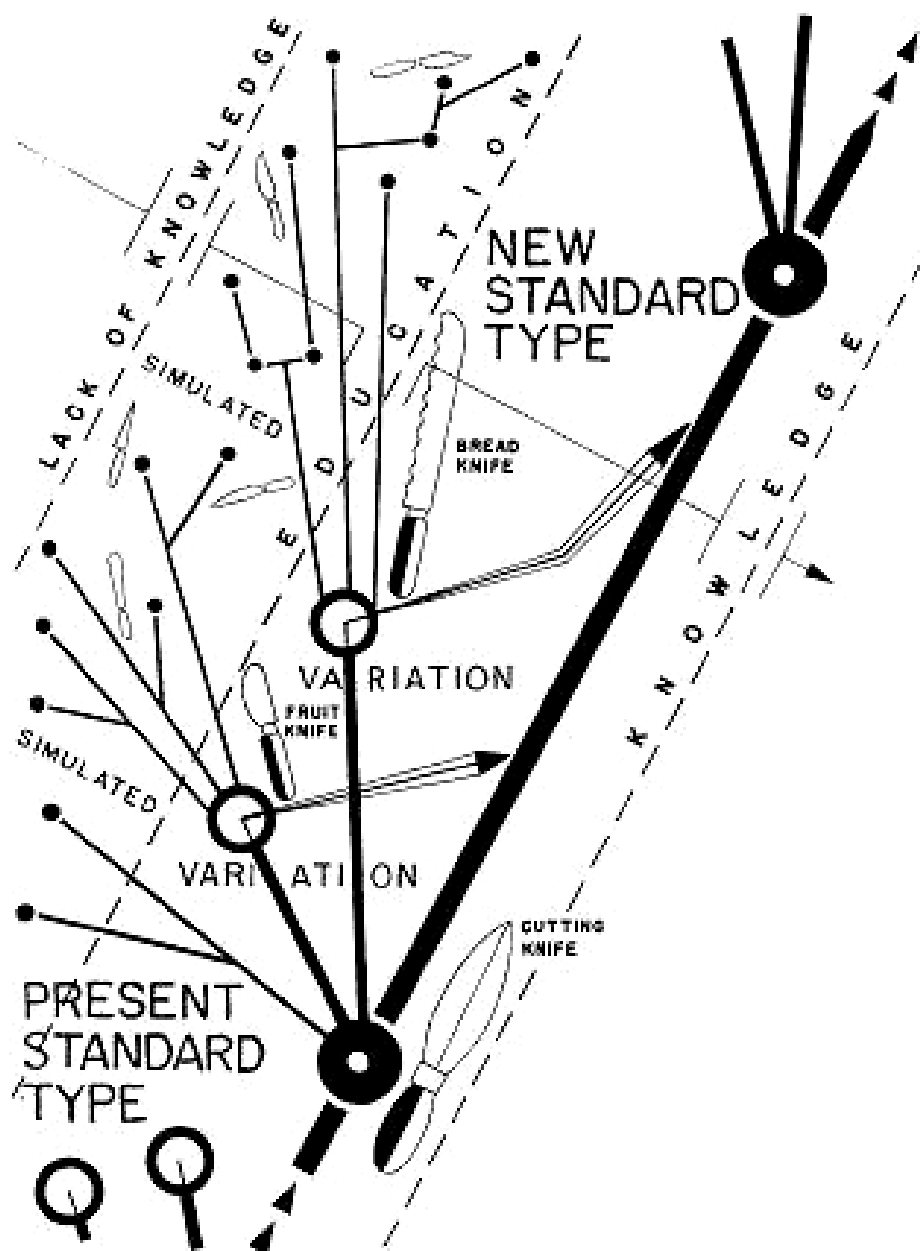 LACK OF KNOWLEDGE
EDUCATION
NEW
STANDARD
TYPE
SIMULATED
BREAD
KNIFE
KNOWLEDGE
VARIATION
FRUIT
KNIFE
SIMULATED
VARIATION
CUTTING
KNIFE
PRESENT
STANDARD
TYPE